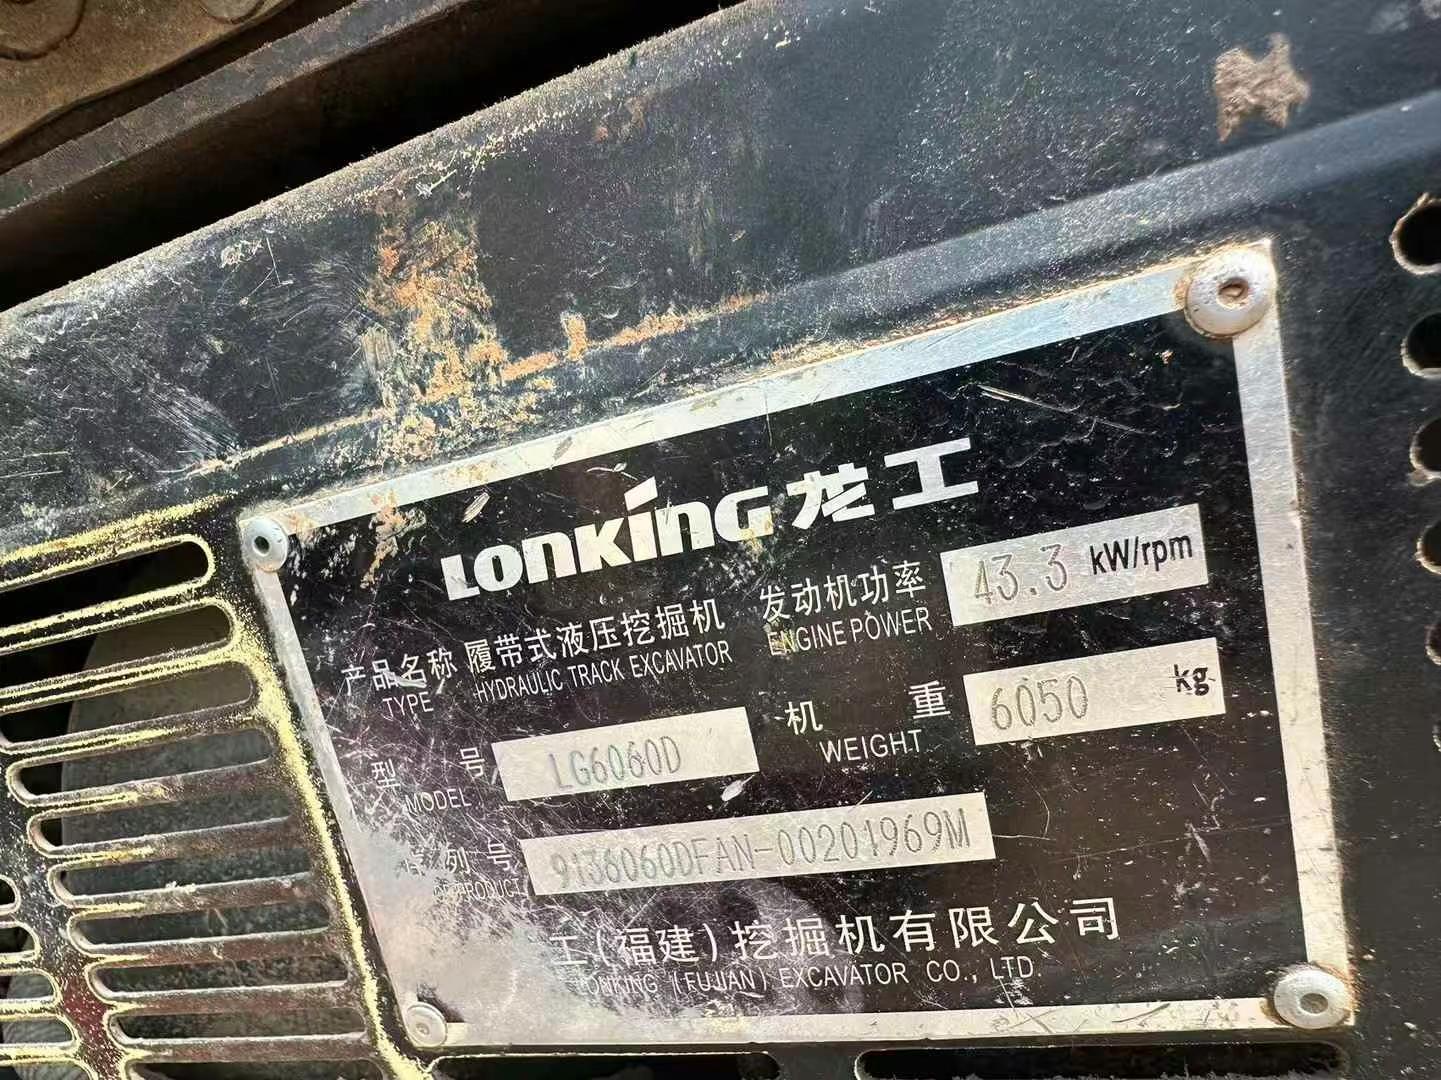 LONKING 龙工
产品名称 履带式液压挖掘机 发动机功率 43.3 kW/rpm
TYPE HYDRAULIC TRACK EXCAVATOR ENGINE POWER
型号 LG6060D 机重 6050 kg
MODEL WEIGHT
序列号 9136060DFAN-00201969M
PRODUCT
工(福建)挖掘机有限公司
LONKING (FUJIAN) EXCAVATOR CO., LTD.